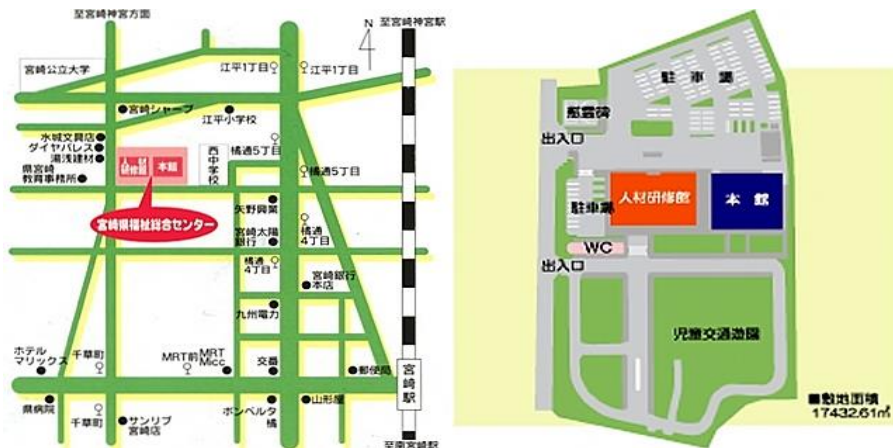 至宮崎神宮方面
至宮崎神宮駅
N
宮崎公立大学
江平1丁目
江平1丁目
宮崎シャープ
江平小学校
水城文具店
ダイヤパレス
湯浅建材
県宮崎
教育事務所
人材
研修館
本館
西中学校
橘通5丁目
橘通5丁目
宮崎県福祉総合センター
矢野興業
宮崎太陽
銀行
橘通
4丁目
橘通
4丁目
宮崎銀行
本店
九州電力
ホテル
マリックス
千草町
MRT前
MRT
Micc
交番
郵便局
宮崎駅
県病院
千草町
サンリブ
宮崎店
ボンベルタ
橘
山形屋
至南宮崎駅
駐車場
慰霊碑
出入口
人材研修館
本館
駐車場
WC
出入口
児童交通遊園
■敷地面積
17432.61㎡